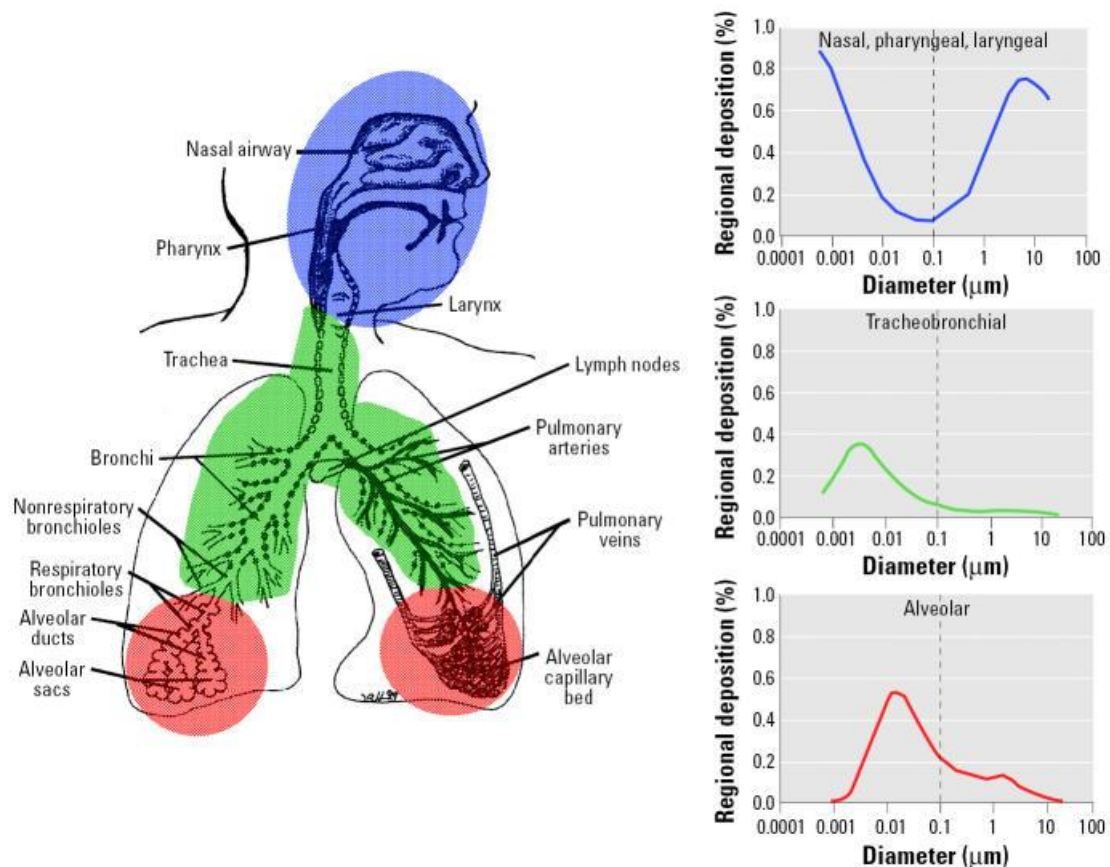 Nasal airway
Pharynx
Larynx
Trachea
Lymph nodes
Pulmonary
arteries
Bronchi
Nonrespiratory
bronchioles
Pulmonary
veins
Respiratory
bronchioles
Alveolar
ducts
Alveolar
sacs
Alveolar
capillary
bed
Regional deposition (%)
1.0
0.8
0.6
0.4
0.2
0.0
Nasal, pharyngeal, laryngeal
0.0001 0.001 0.01 0.1 1 10 100
Diameter (μm)
Regional deposition (%)
1.0
0.8
0.6
0.4
0.2
0.0
Tracheobronchial
0.0001 0.001 0.01 0.1 1 10 100
Diameter (μm)
Regional deposition (%)
1.0
0.8
0.6
0.4
0.2
0.0
Alveolar
0.0001 0.001 0.01 0.1 1 10 100
Diameter (μm)